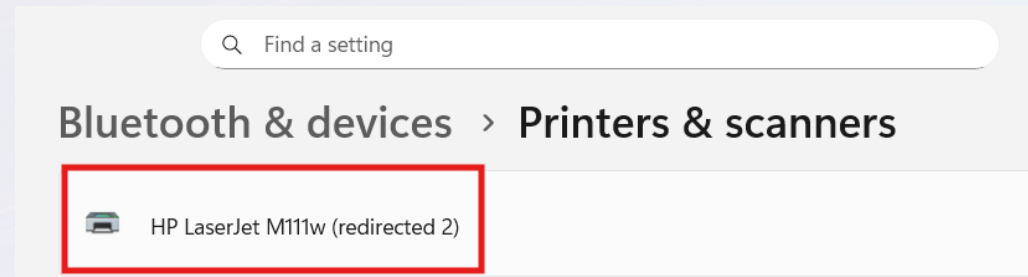 Find a setting
Bluetooth & devices > Printers & scanners
HP LaserJet M111w (redirected 2)